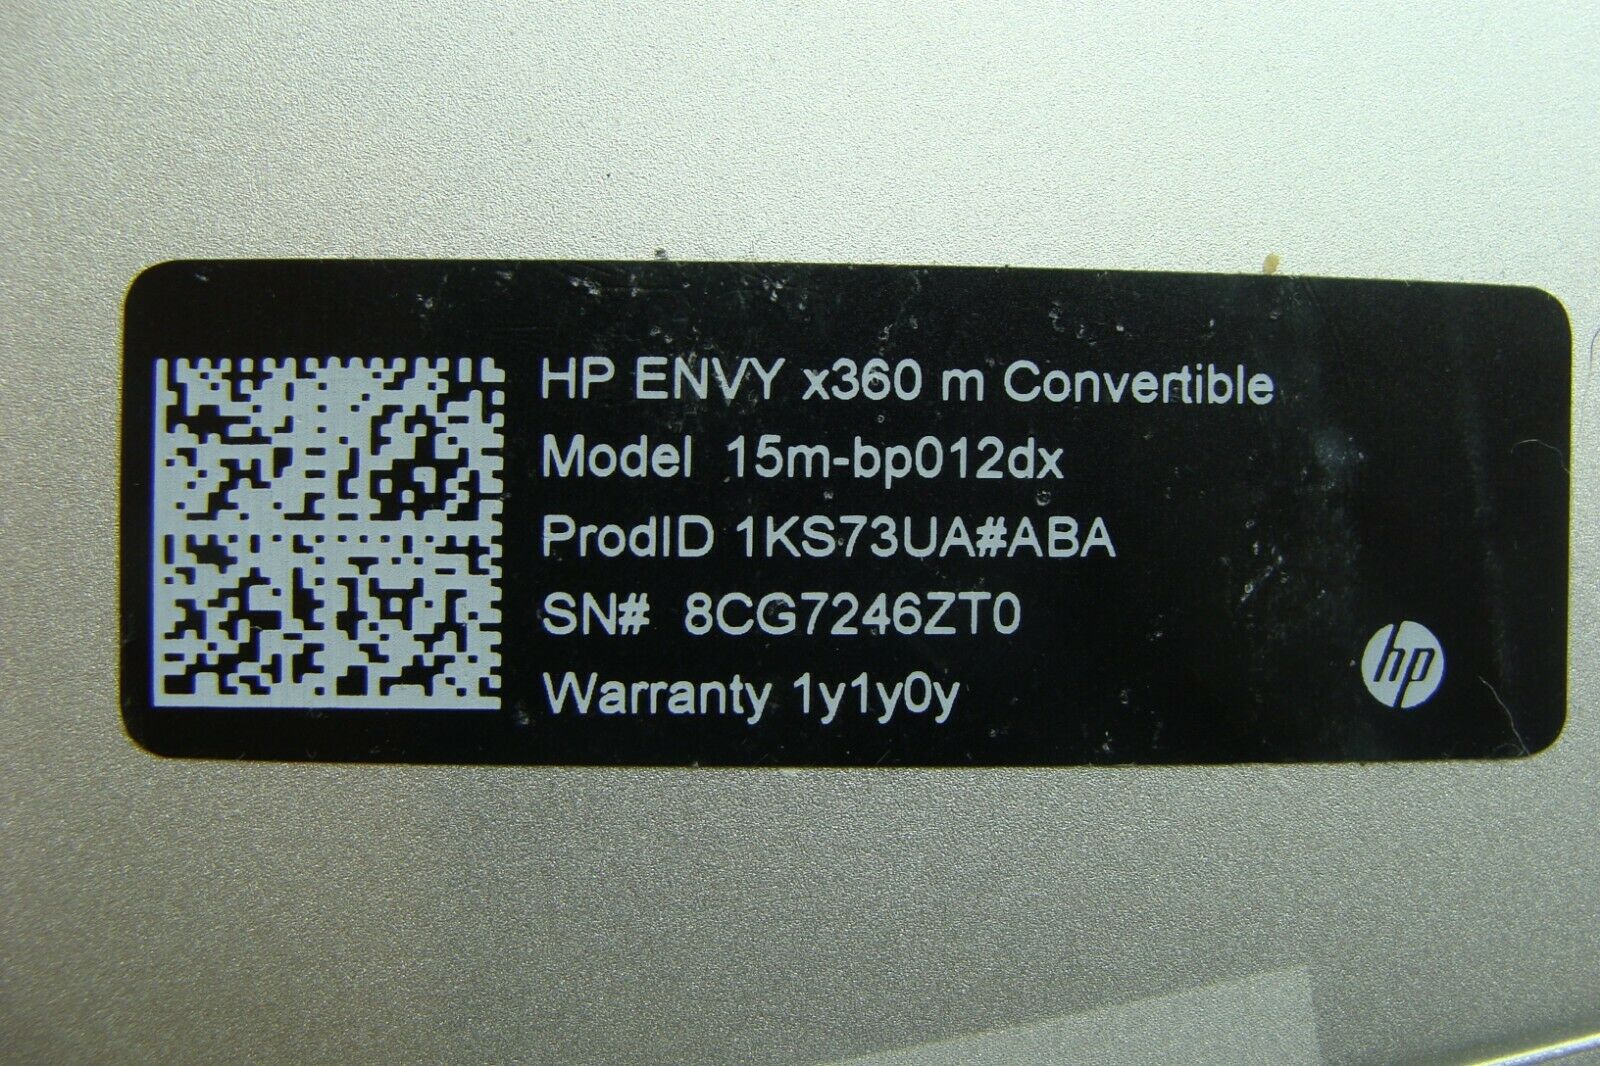 HP ENVY x360 m Convertible
Model 15m-bp012dx
ProdID 1KS73UA#ABA
SN# 8CG7246ZT0
Warranty 1y1y0y
hp